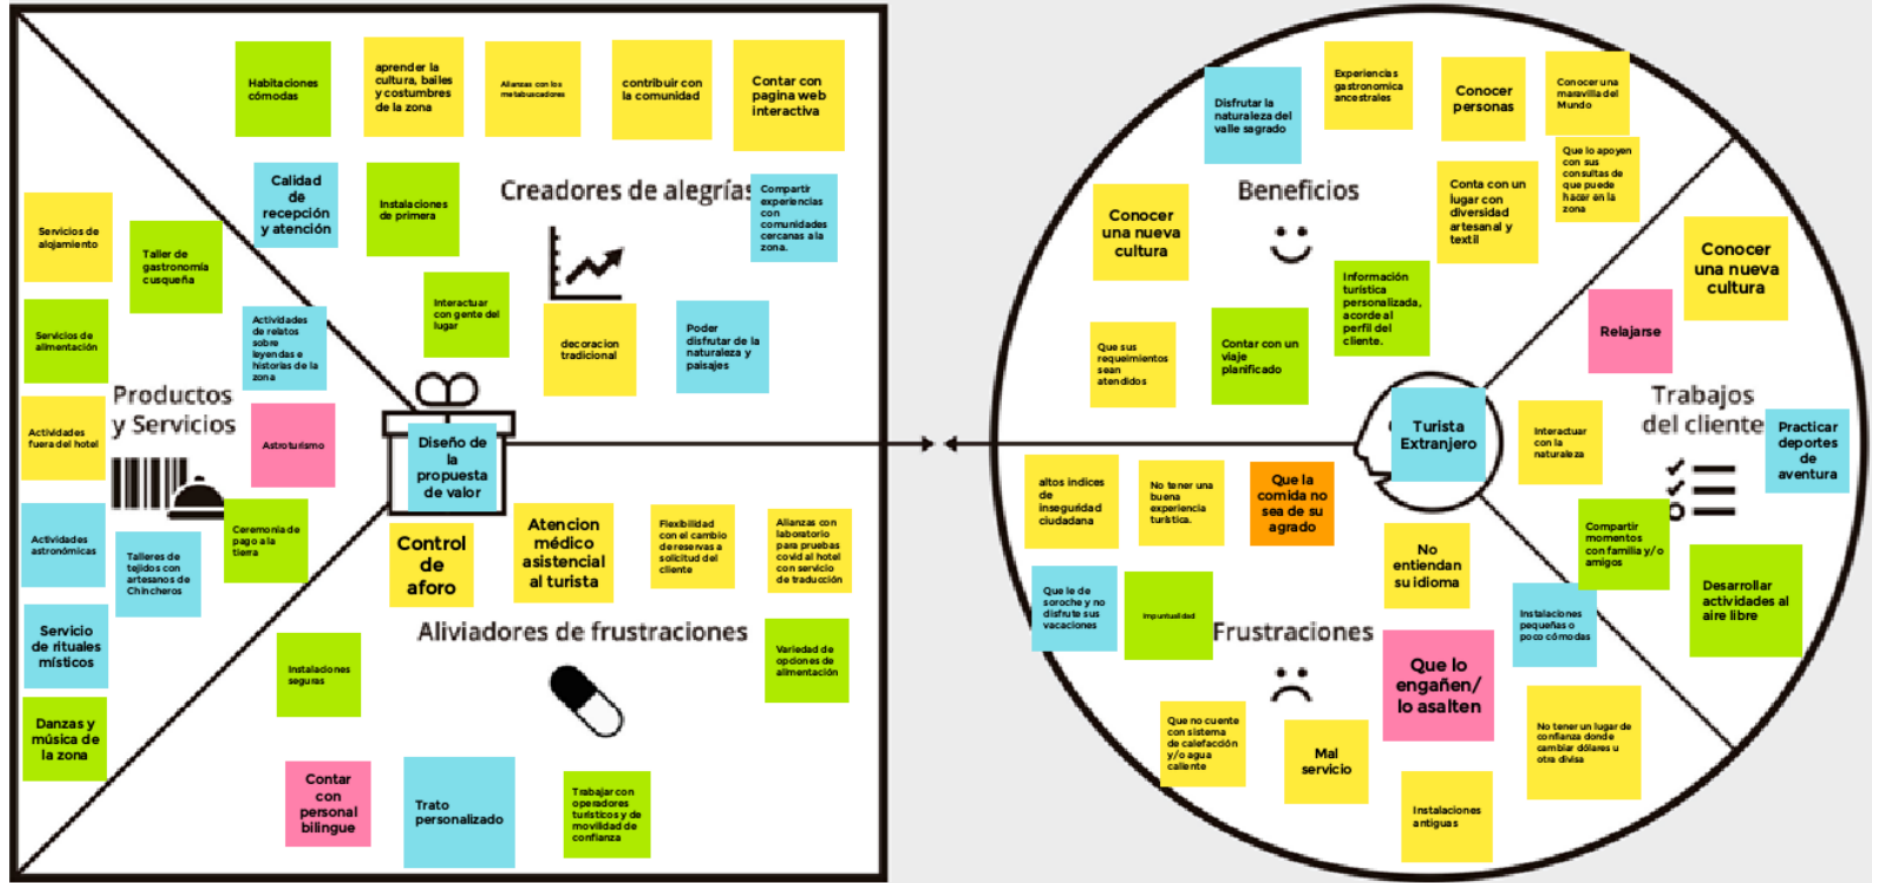 Habitaciones
cómodas
aprender la
cultura, bailes
y costumbres
de la zona
Alianzas con los
metabuscadores
contribuir con
la comunidad
Contar con
pagina web
interactiva
Calidad
de
recepción
y atención
Instalaciones
de primera
Creadores de alegrías
Compartir
experiencias
con
comunidades
cercanas a la
zona.
Interactuar
con gente del
lugar
decoracion
tradicional
Poder
disfrutar de la
naturaleza y
paisajes
Servicios de
alojamiento
Taller de
gastronomía
cusqueña
Servicios de
alimentación
Actividades
de relatos
sobre
leyendas e
historias de la
zona
Productos
y Servicios
Actividades
fuera del hotel
Astroturismo
Actividades
astronómicas
Talleres de
tejidos con
artesanos de
Chincheros
Ceremonia de
pago a la
tierra
Servicio
de rituales
místicos
Danzas y
música de
la zona
Diseño de
la
propuesta
de valor
Control
de
aforo
Atencion
médico
asistencial
al turista
Flexibilidad
con el cambio
de reservas a
solicitud del
cliente
Alianzas con
laboratorio
para pruebas
covid al hotel
con servicio
de traducción
Aliviadores de frustraciones
Instalaciones
seguras
Variedad de
opciones de
alimentación
Contar
con
personal
bilingue
Trato
personalizado
Trabajar con
operadores
turísticos y de
movilidad de
confianza
Disfrutar la
naturaleza del
valle sagrado
Experiencias
gastronomica
ancestrales
Conocer
personas
Conocer una
maravilla del
Mundo
Que lo apoyen
con sus
consultas de
que puede
hacer en la
zona
Beneficios
Conocer
una nueva
cultura
Conta con un
lugar con
diversidad
artesanal y
textil
Información
turística
personalizada,
acorde al
perfil del
cliente.
Que sus
requeimientos
sean
atendidos
Contar con un
viaje
planificado
Turista
Extranjero
Conocer
una nueva
cultura
Relajarse
Trabajos
del cliente
Interactuar
con la
naturaleza
Practicar
deportes
de
aventura
Compartir
momentos
con familia y/o
amigos
Desarrollar
actividades al
aire libre
altos indices
de
inseguridad
ciudadana
No tener una
buena
experiencia
turística.
Que la
comida no
sea de su
agrado
No
entiendan
su idioma
Que le de
soroche y no
disfrute sus
vacaciones
Impuntualidad
Frustraciones
Instalaciones
pequeñas o
poco cómodas
Que lo
engañen/
lo asalten
Que no cuente
con sistema
de calefacción
y/o agua
caliente
Mal
servicio
Instalaciones
antiguas
No tener un lugar de
confianza donde
cambiar dólares u
otra divisa